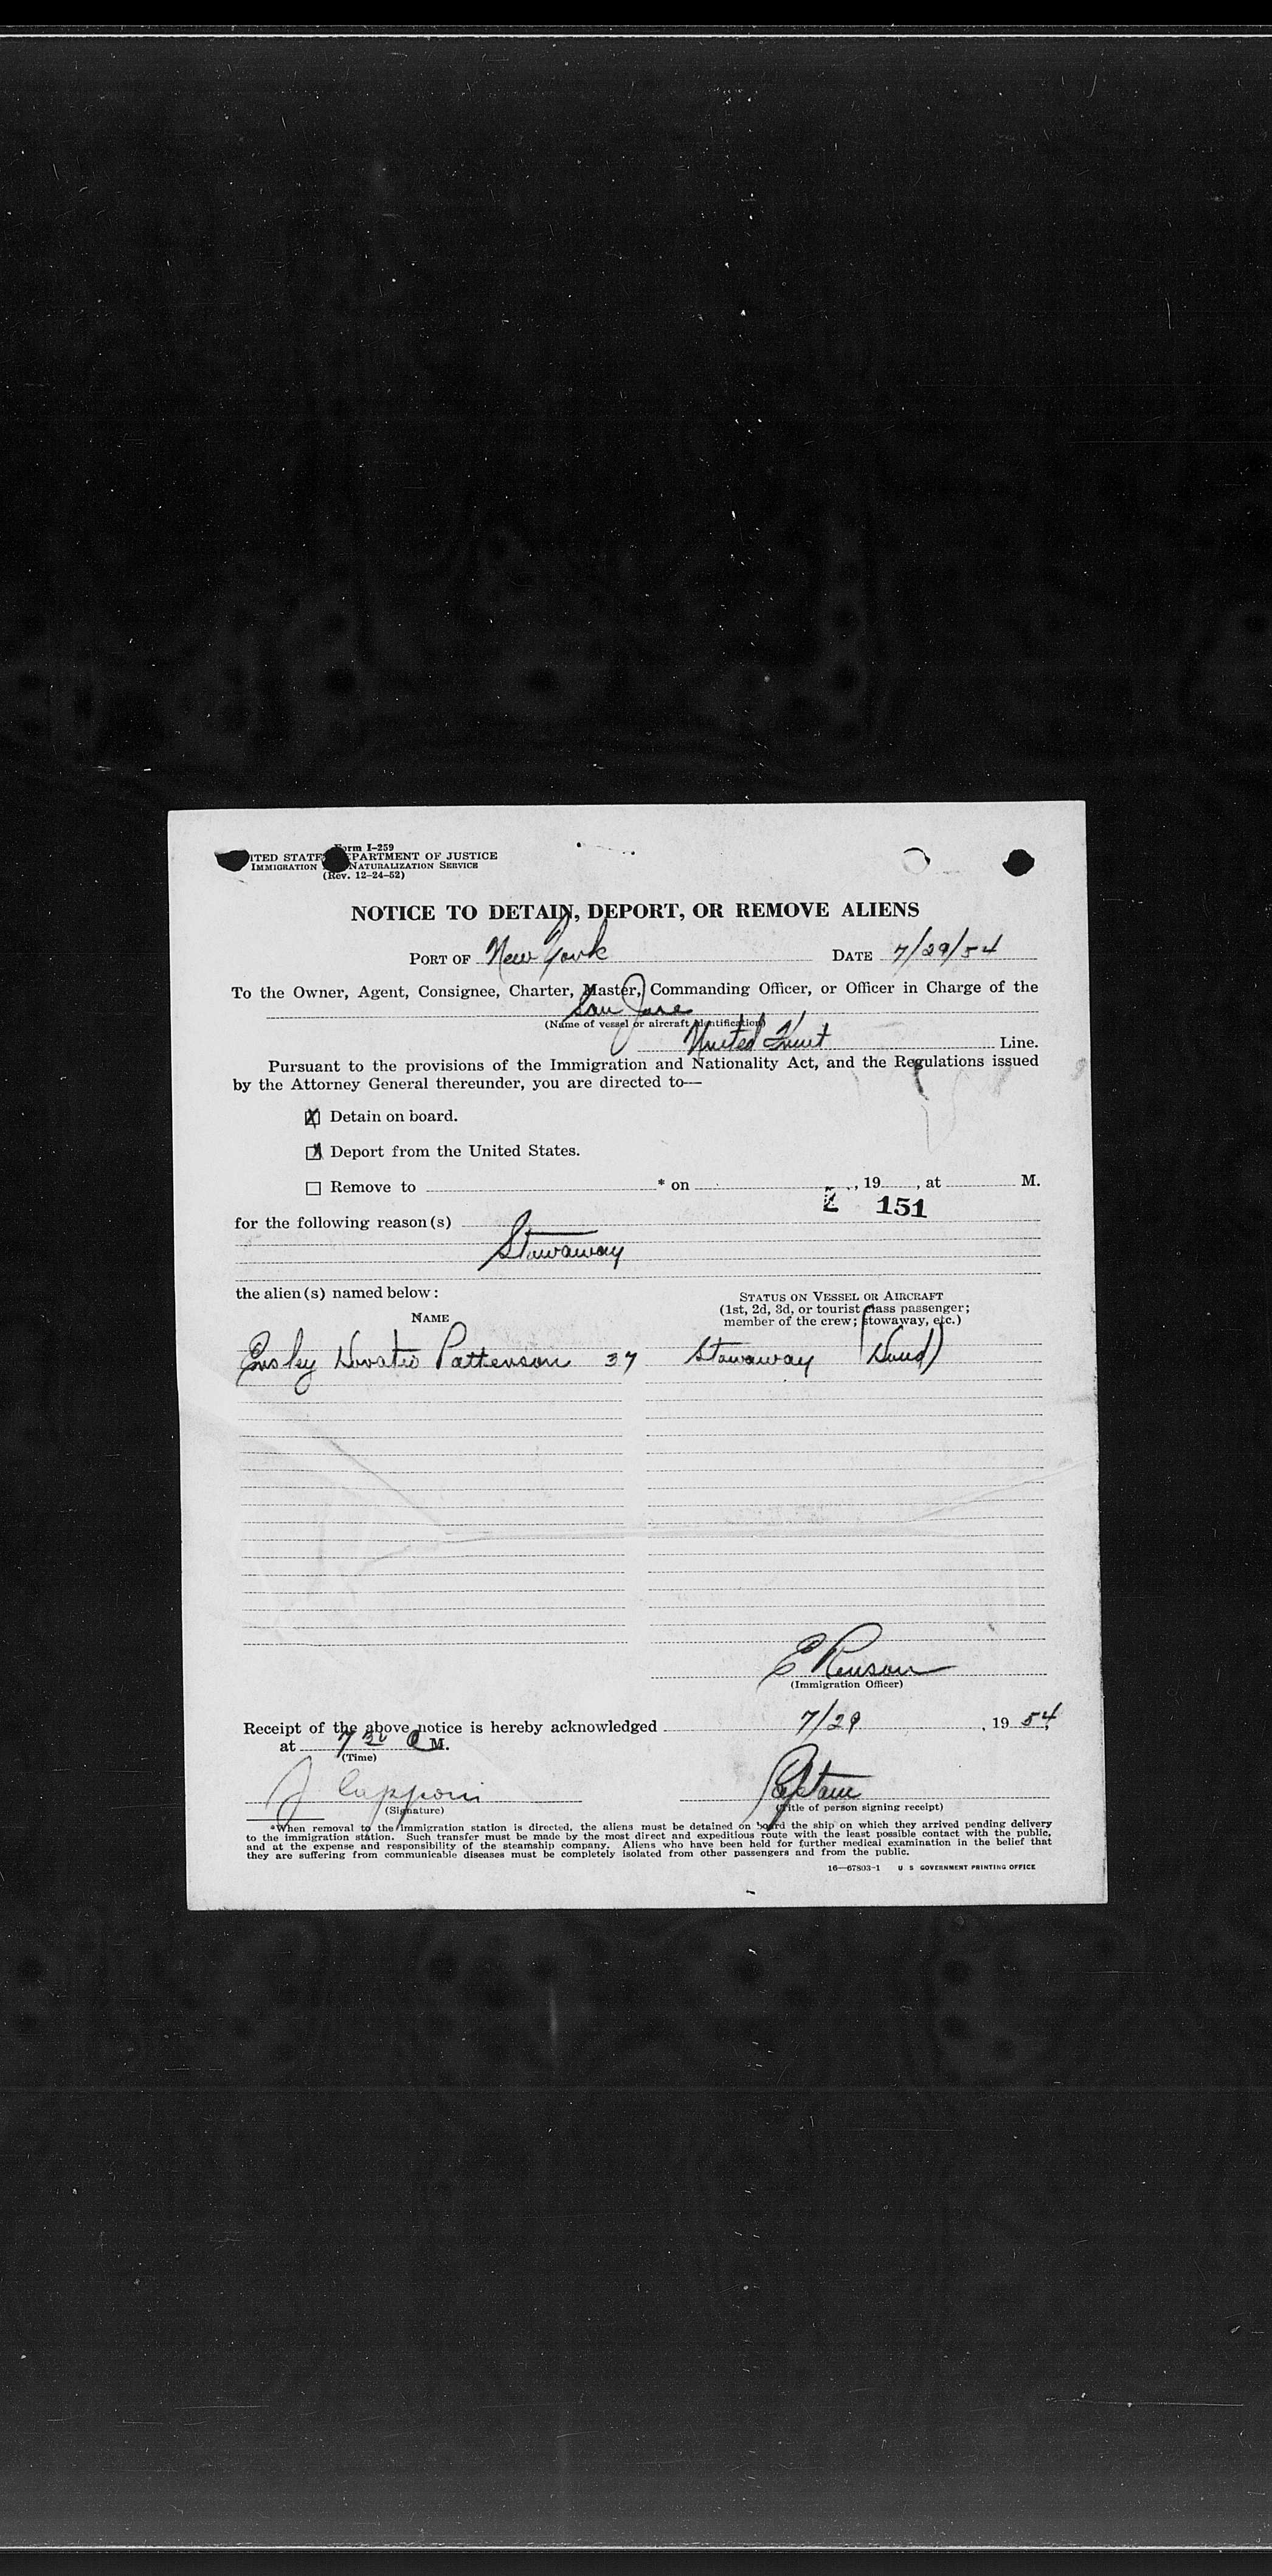 Form I-259
ITED STATE PARTMENT OF JUSTICE
IMMIGRATION NATURALIZATION SERVICE
(Rev. 12-24-52)
NOTICE TO DETAIN, DEPORT, OR REMOVE ALIENS
PORT OF New York DATE 7/29/54
To the Owner, Agent, Consignee, Charter, Master, Commanding Officer, or Officer in Charge of the
San Jose
(Name of vessel or aircraft identification)
United Fruit Line.
Pursuant to the provisions of the Immigration and Nationality Act, and the Regulations issued
by the Attorney General thereunder, you are directed to—
X Detain on board.
X Deport from the United States.
Remove to * on , 19 , at M.
151
for the following reason(s)
Stowaway
the alien(s) named below:
STATUS ON VESSEL OR AIRCRAFT
(1st, 2d, 3d, or tourist class passenger;
member of the crew; stowaway, etc.)
NAME
Ensley Patterson 37 Stowaway
(Immigration Officer)
Receipt of the above notice is hereby acknowledged 7/29, 19 54
at 7 30 M.
(Time)
J Capponi Captain
(Signature) (Title of person signing receipt)
*When removal to the immigration station is directed, the aliens must be detained on board the ship on which they arrived pending delivery
to the immigration station. Such transfer must be made by the most direct and expeditious route with the least possible contact with the public,
and at the expense and responsibility of the steamship company. Aliens who have been held for further medical examination in the belief that
they are suffering from communicable diseases must be completely isolated from other passengers and from the public.
16—67803-1 U S GOVERNMENT PRINTING OFFICE